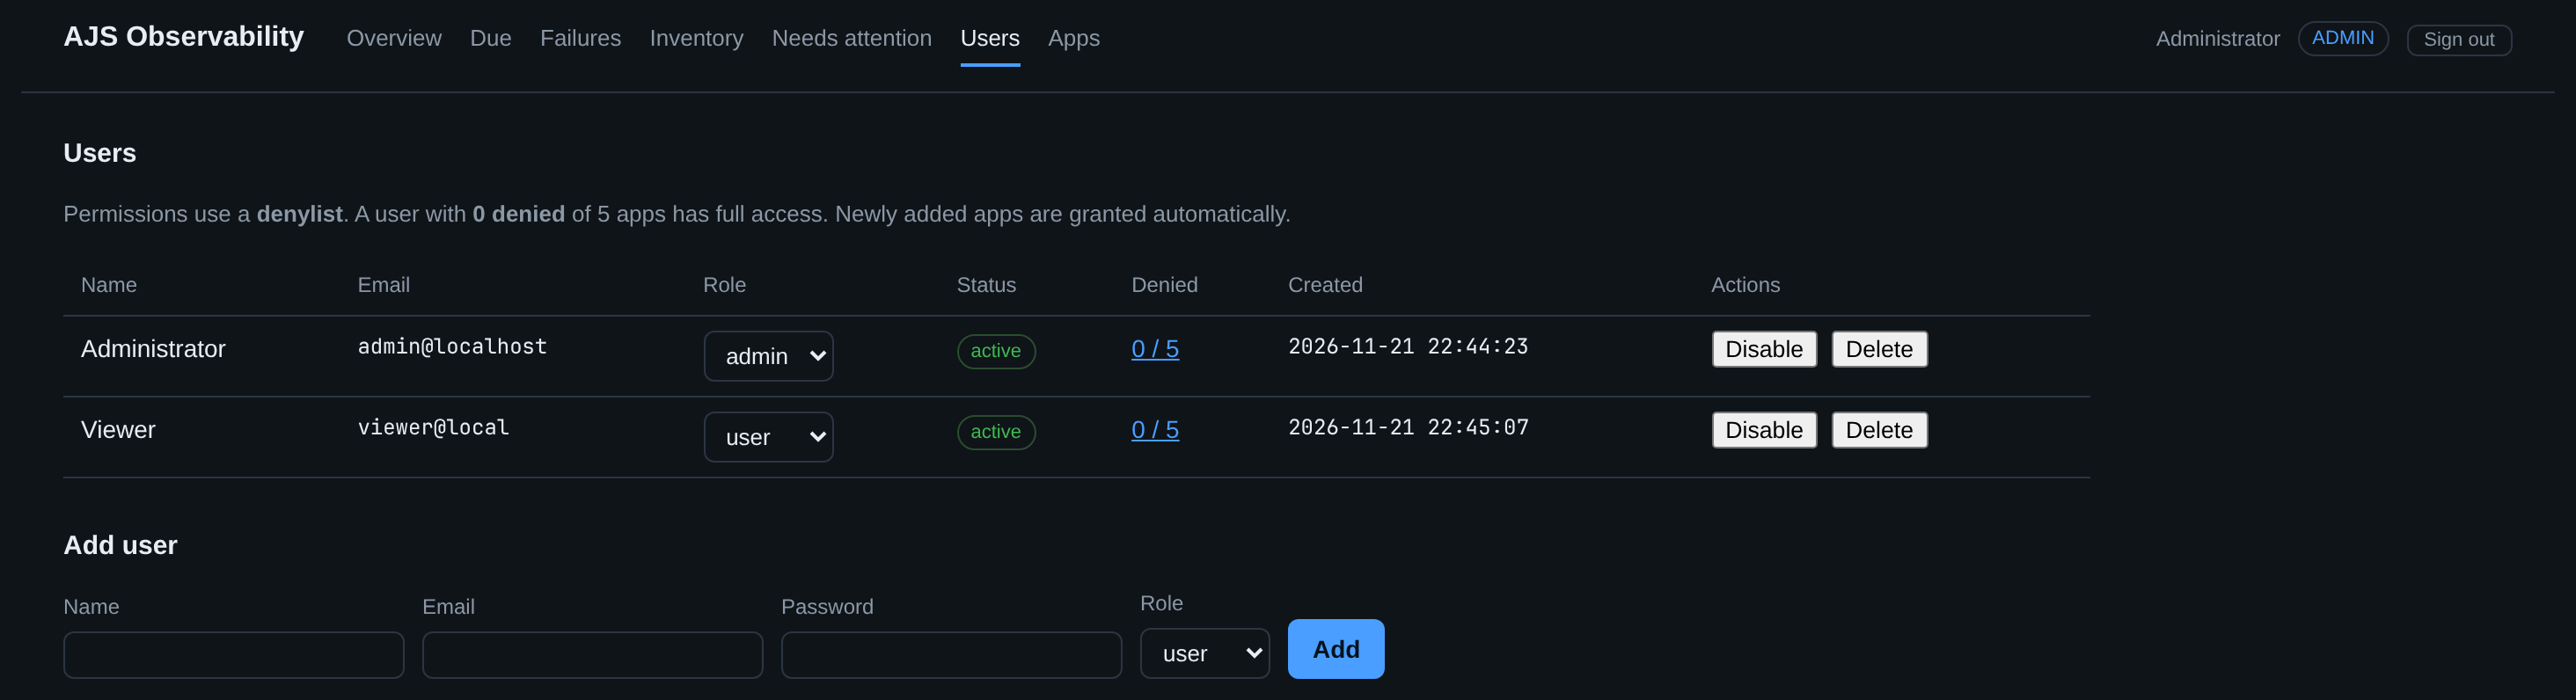 AJS Observability Overview Due Failures Inventory Needs attention Users Apps Administrator ADMIN Sign out
Users
Permissions use a denylist. A user with 0 denied of 5 apps has full access. Newly added apps are granted automatically.
Name Email Role Status Denied Created Actions
Administrator admin@localhost admin active 0 / 5 2026-11-21 22:44:23 Disable Delete
Viewer viewer@local user active 0 / 5 2026-11-21 22:45:07 Disable Delete
Add user
Name Email Password Role
user Add